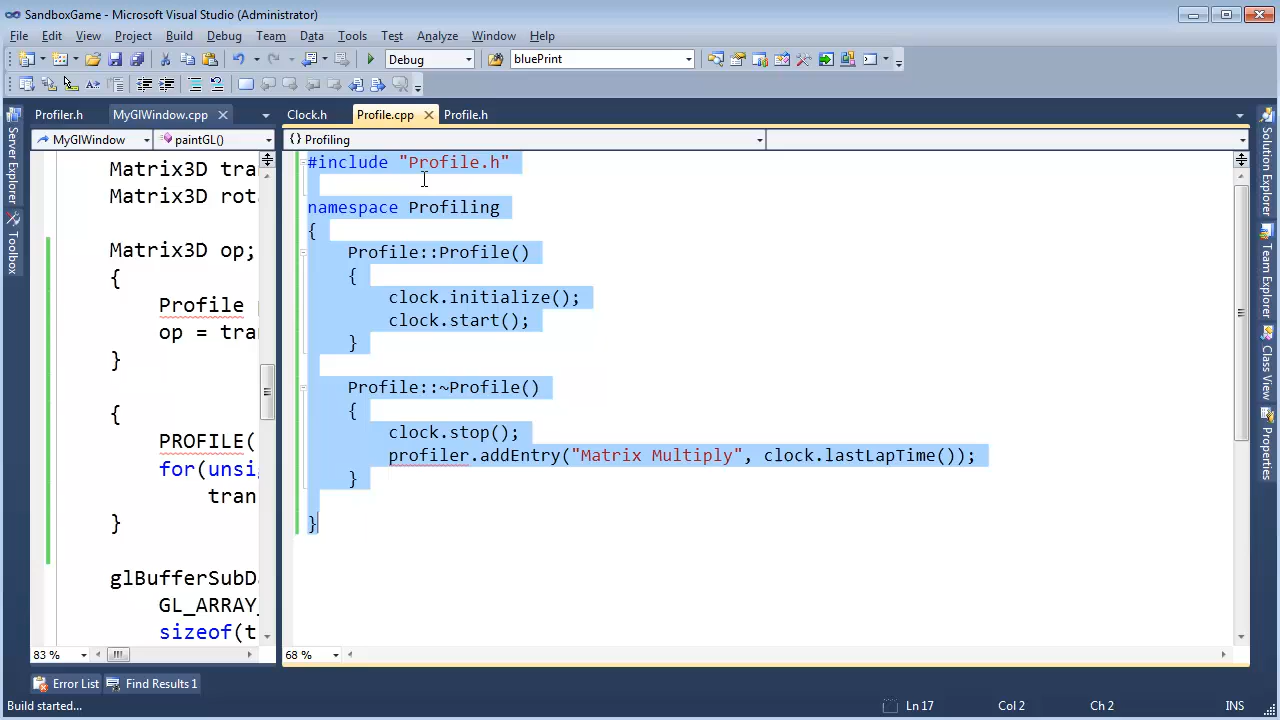 SandboxGame - Microsoft Visual Studio (Administrator)
File Edit View Project Build Debug Team Data Tools Test Analyze Window Help
Debug bluePrint
Profiler.h MyGlWindow.cpp Clock.h Profile.cpp Profile.h
MyGlWindow paintGL() {} Profiling
Server Explorer
Toolbox
Matrix3D tra
Matrix3D rot
Matrix3D op;
{
Profile
op = tran
}
{
PROFILE(
for(unsi
tran
}
glBufferSubDa
GL_ARRAY_
sizeof(t
83 %
#include "Profile.h"
namespace Profiling
{
Profile::Profile()
{
clock.initialize();
clock.start();
}
Profile::~Profile()
{
clock.stop();
profiler.addEntry("Matrix Multiply", clock.lastLapTime());
}
}
68 %
Solution Explorer
Team Explorer
Class View
Properties
Error List Find Results 1
Build started... Ln 17 Col 2 Ch 2 INS